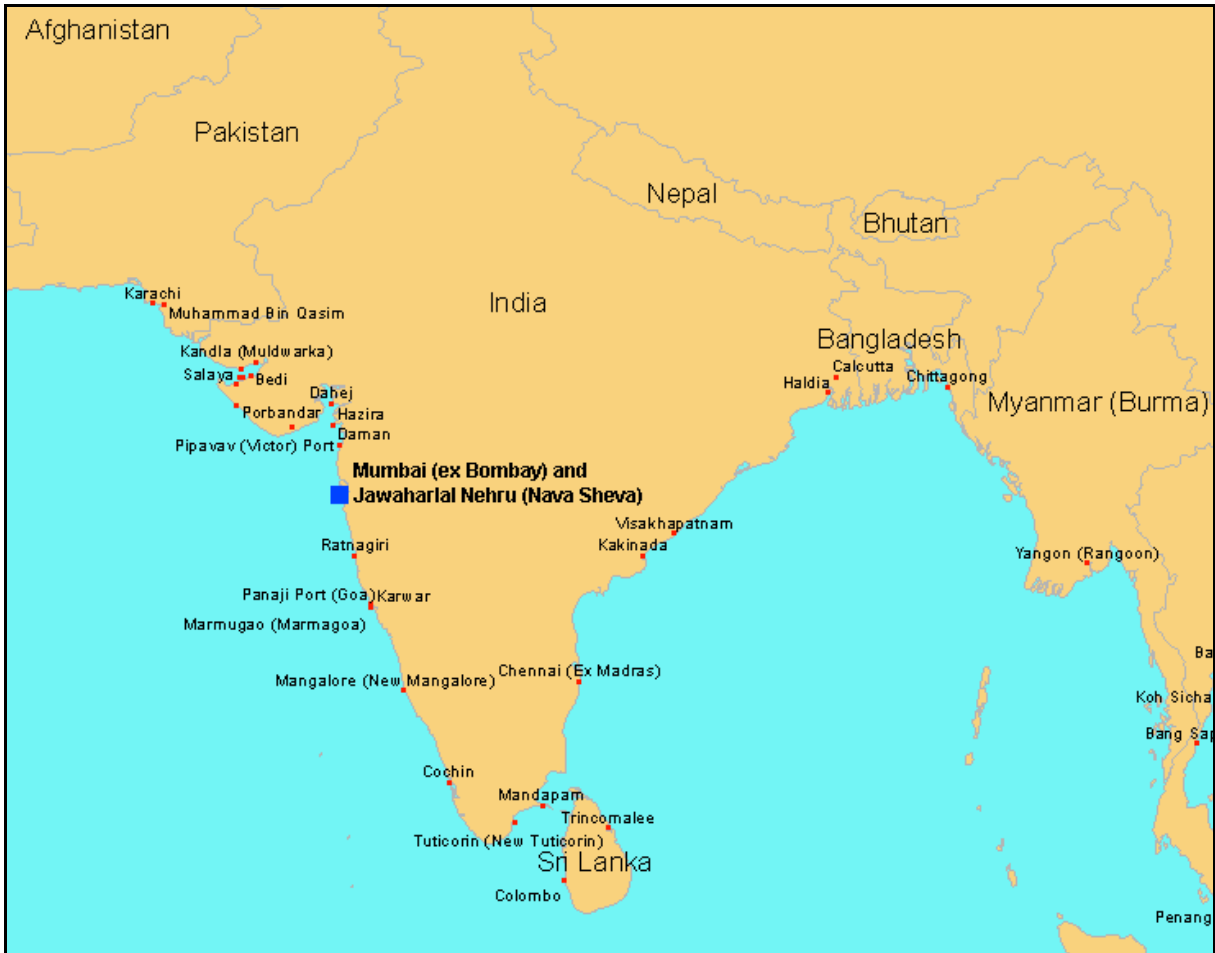 Afghanistan
Pakistan
Nepal
Bhutan
Karachi
India
Muhammad Bin Qasim
Bangladesh
Kandla (Muldwarka)
Calcutta
Salaya
Bedi
Haldia
Chittagong
Dahej
Myanmar (Burma)
Porbandar
Hazira
Daman
Pipavav (Victor) Port
Mumbai (ex Bombay) and
Jawaharlal Nehru (Nava Sheva)
Visakhapatnam
Ratnagiri
Kakinada
Yangon (Rangoon)
Panaji Port (Goa)
Karwar
Marmugao (Marmagoa)
Ba
Chennai (Ex Madras)
Mangalore (New Mangalore)
Koh Sicha
Bang Sap
Cochin
Mandapam
Trincomalee
Tuticorin (New Tuticorin)
Sri Lanka
Colombo
Penang